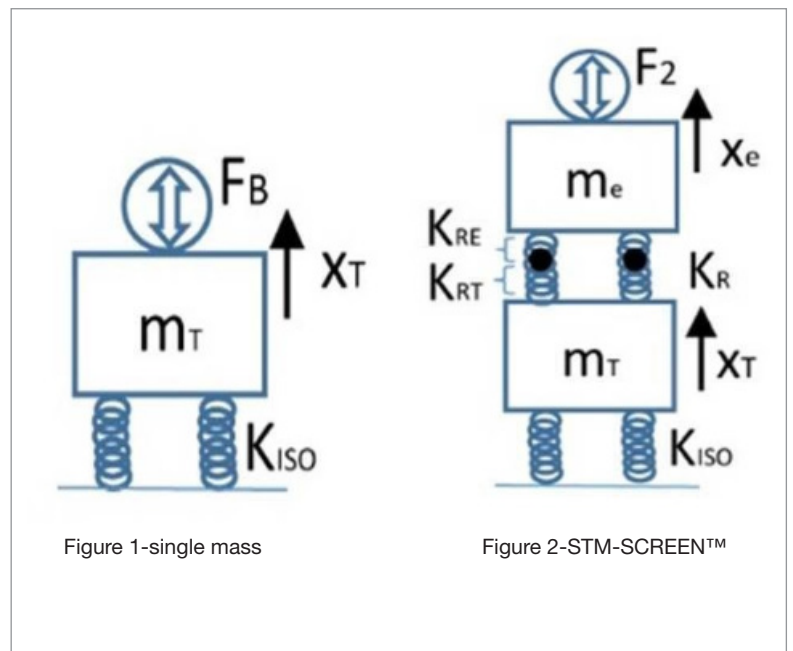 FB
XT
mT
KISO
Figure 1-single mass
F2
Xe
me
KRE
KRT
KR
mT
XT
KISO
Figure 2-STM-SCREEN™